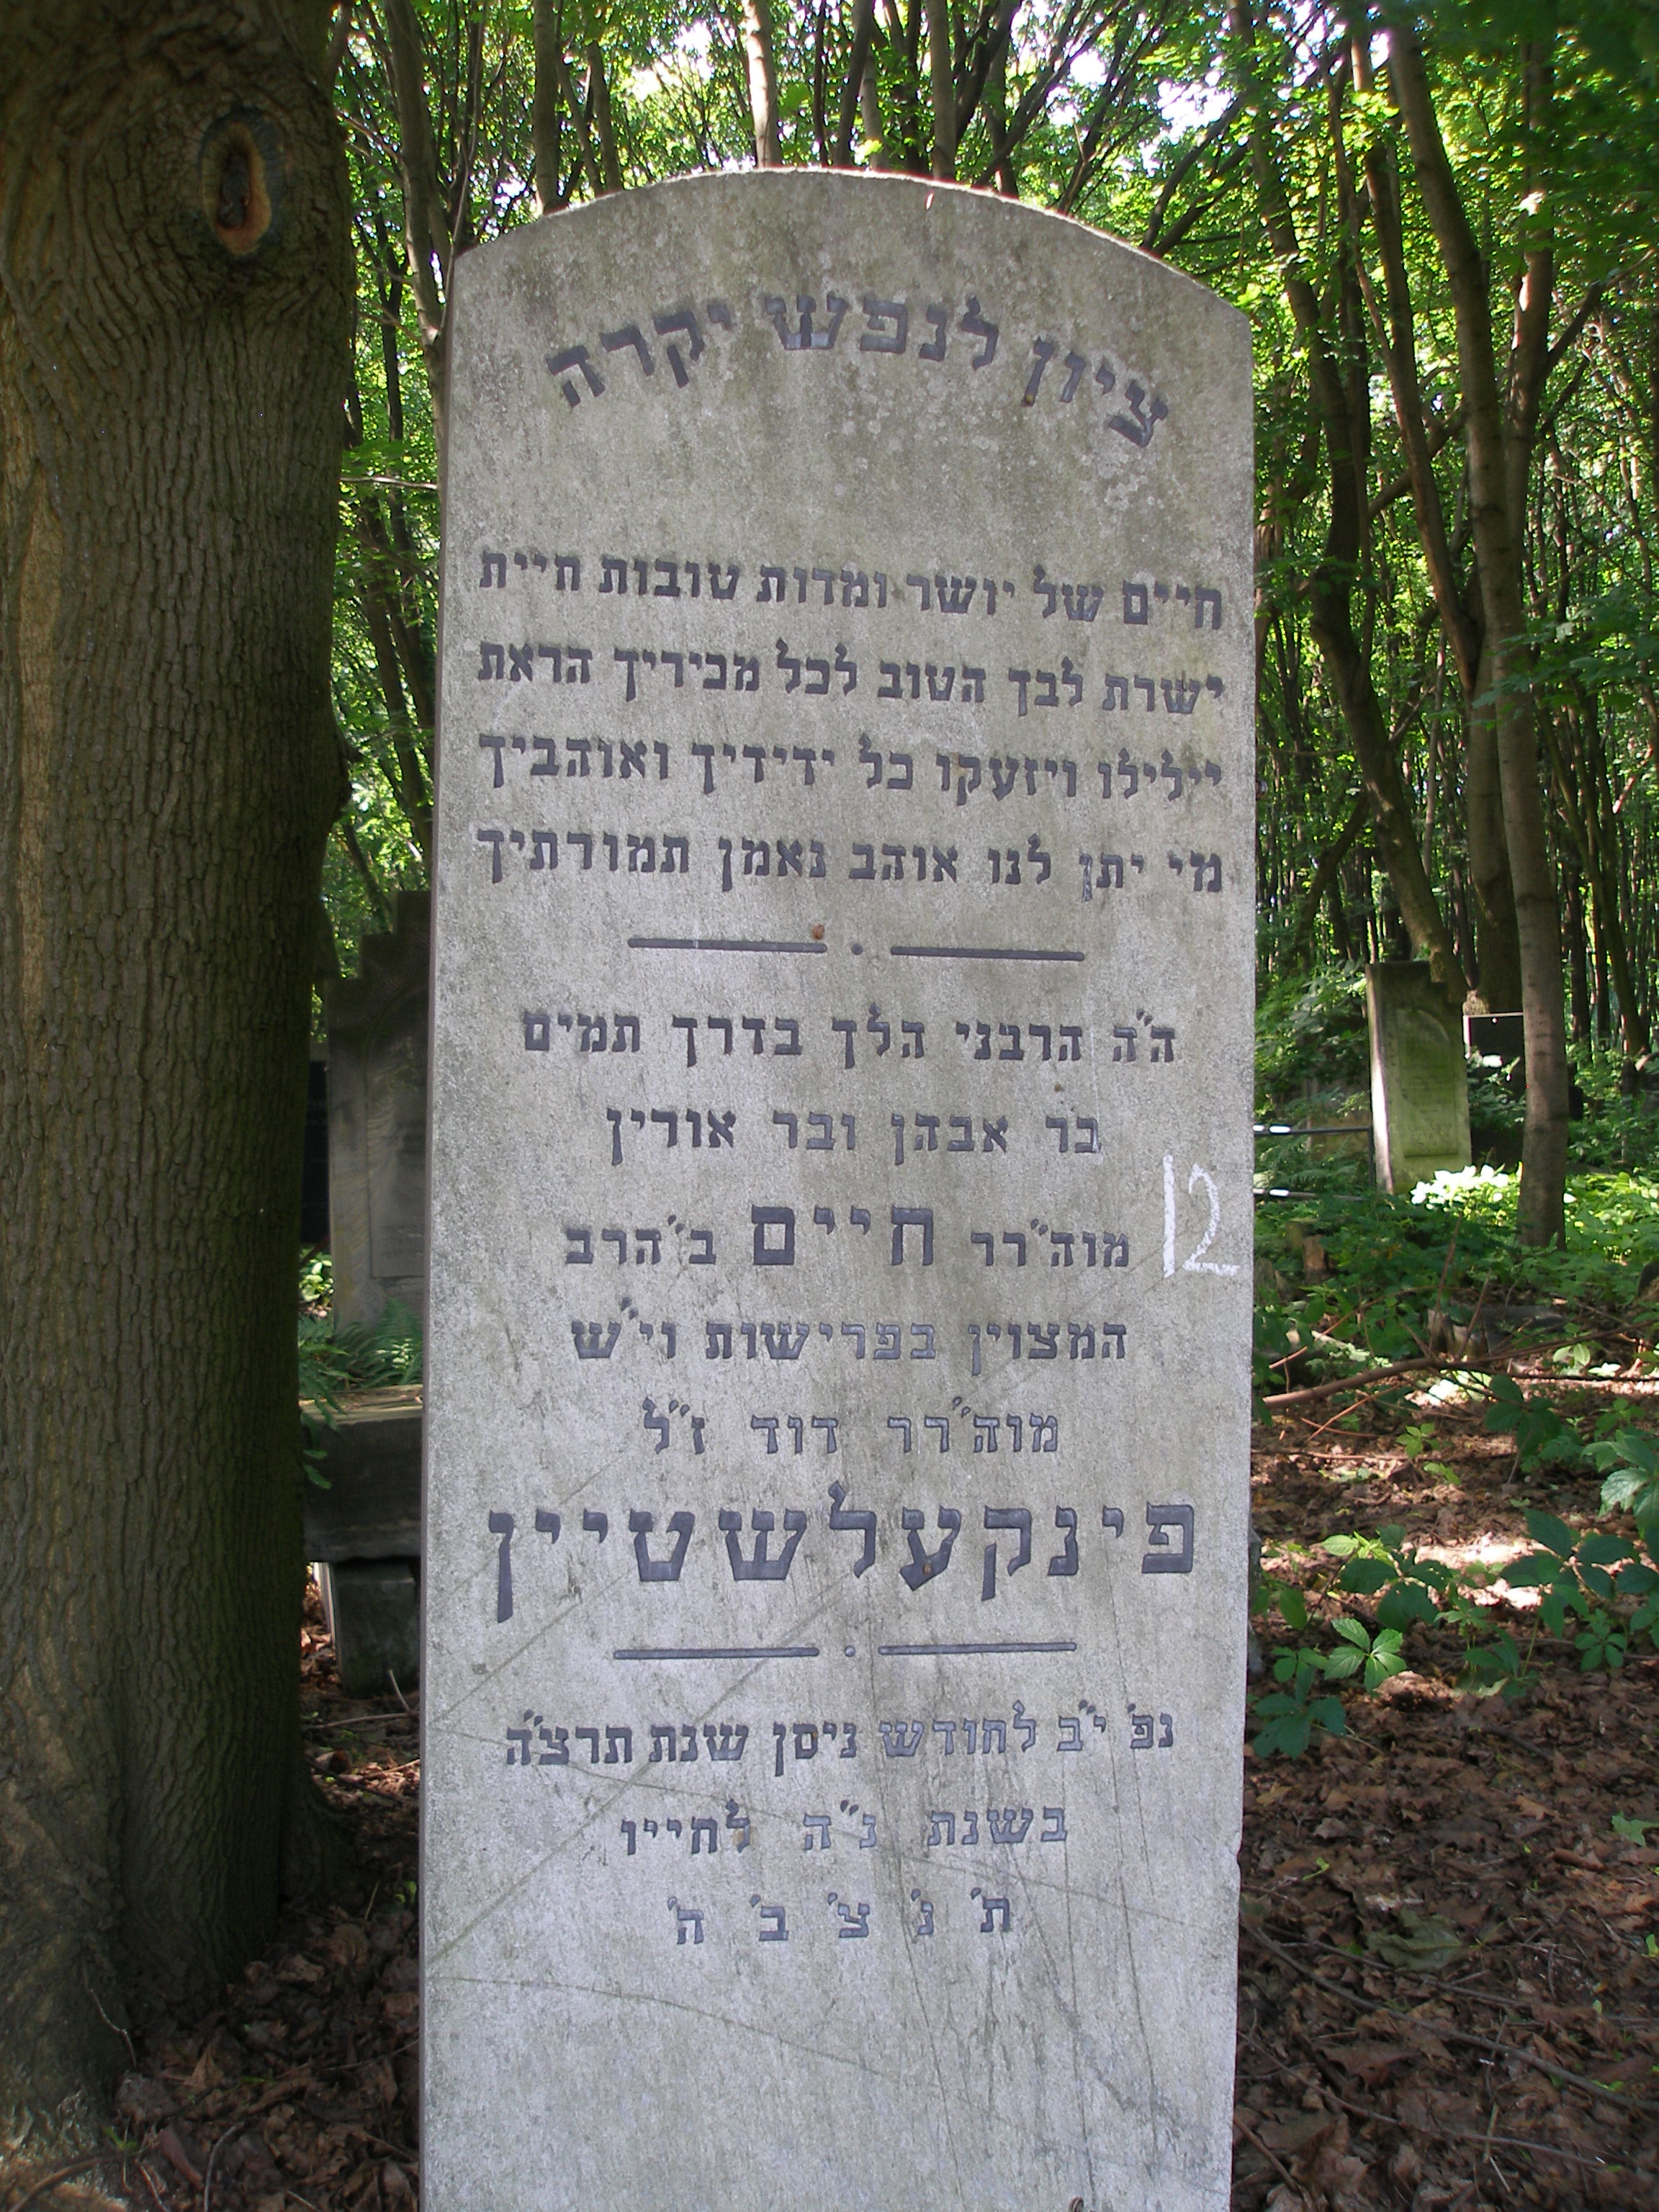 ציון לנפש יקרה
חיים של יושר ומדות טובות חיית
ישרת לבך הטוב לכל מכיריך הראת
יילילו ויזעקו כל ידידיך ואוהביך
מי יתן לנו אוהב נאמן תמורתיך
ה"ה הרבני הלך בדרך תמים
בר אבהן ובר אורין
מוה"רר חיים ב"הרב
12
המצוין בפרישות וי"ש
מוה"רר דוד ז"ל
פינקעלשטיין
נפ' י"ב לחודש ניסן שנת תרצ"ה
בשנת נ"ה לחייו
ת' נ' צ' ב' ה'